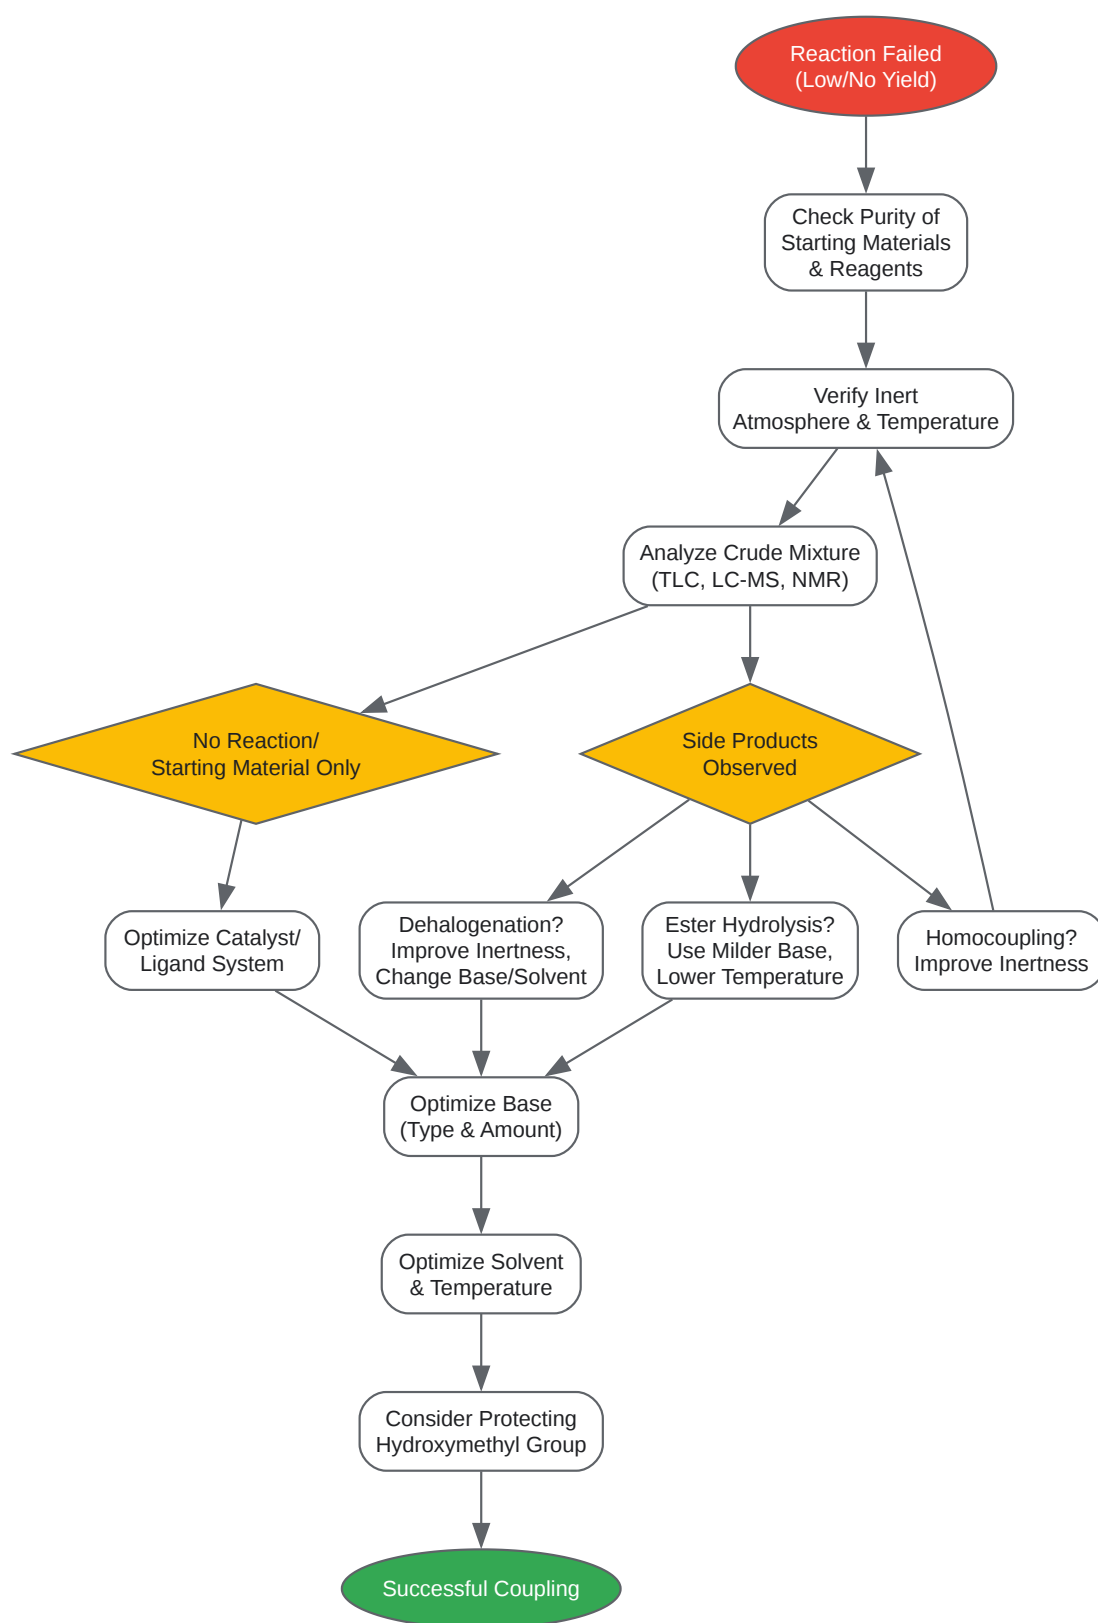 Reaction Failed
(Low/No Yield)
Check Purity of
Starting Materials
& Reagents
Verify Inert
Atmosphere & Temperature
Analyze Crude Mixture
(TLC, LC-MS, NMR)
No Reaction/
Starting Material Only
Side Products
Observed
Optimize Catalyst/
Ligand System
Dehalogenation?
Improve Inertness,
Change Base/Solvent
Ester Hydrolysis?
Use Milder Base,
Lower Temperature
Homocoupling?
Improve Inertness
Optimize Base
(Type & Amount)
Optimize Solvent
& Temperature
Consider Protecting
Hydroxymethyl Group
Successful Coupling